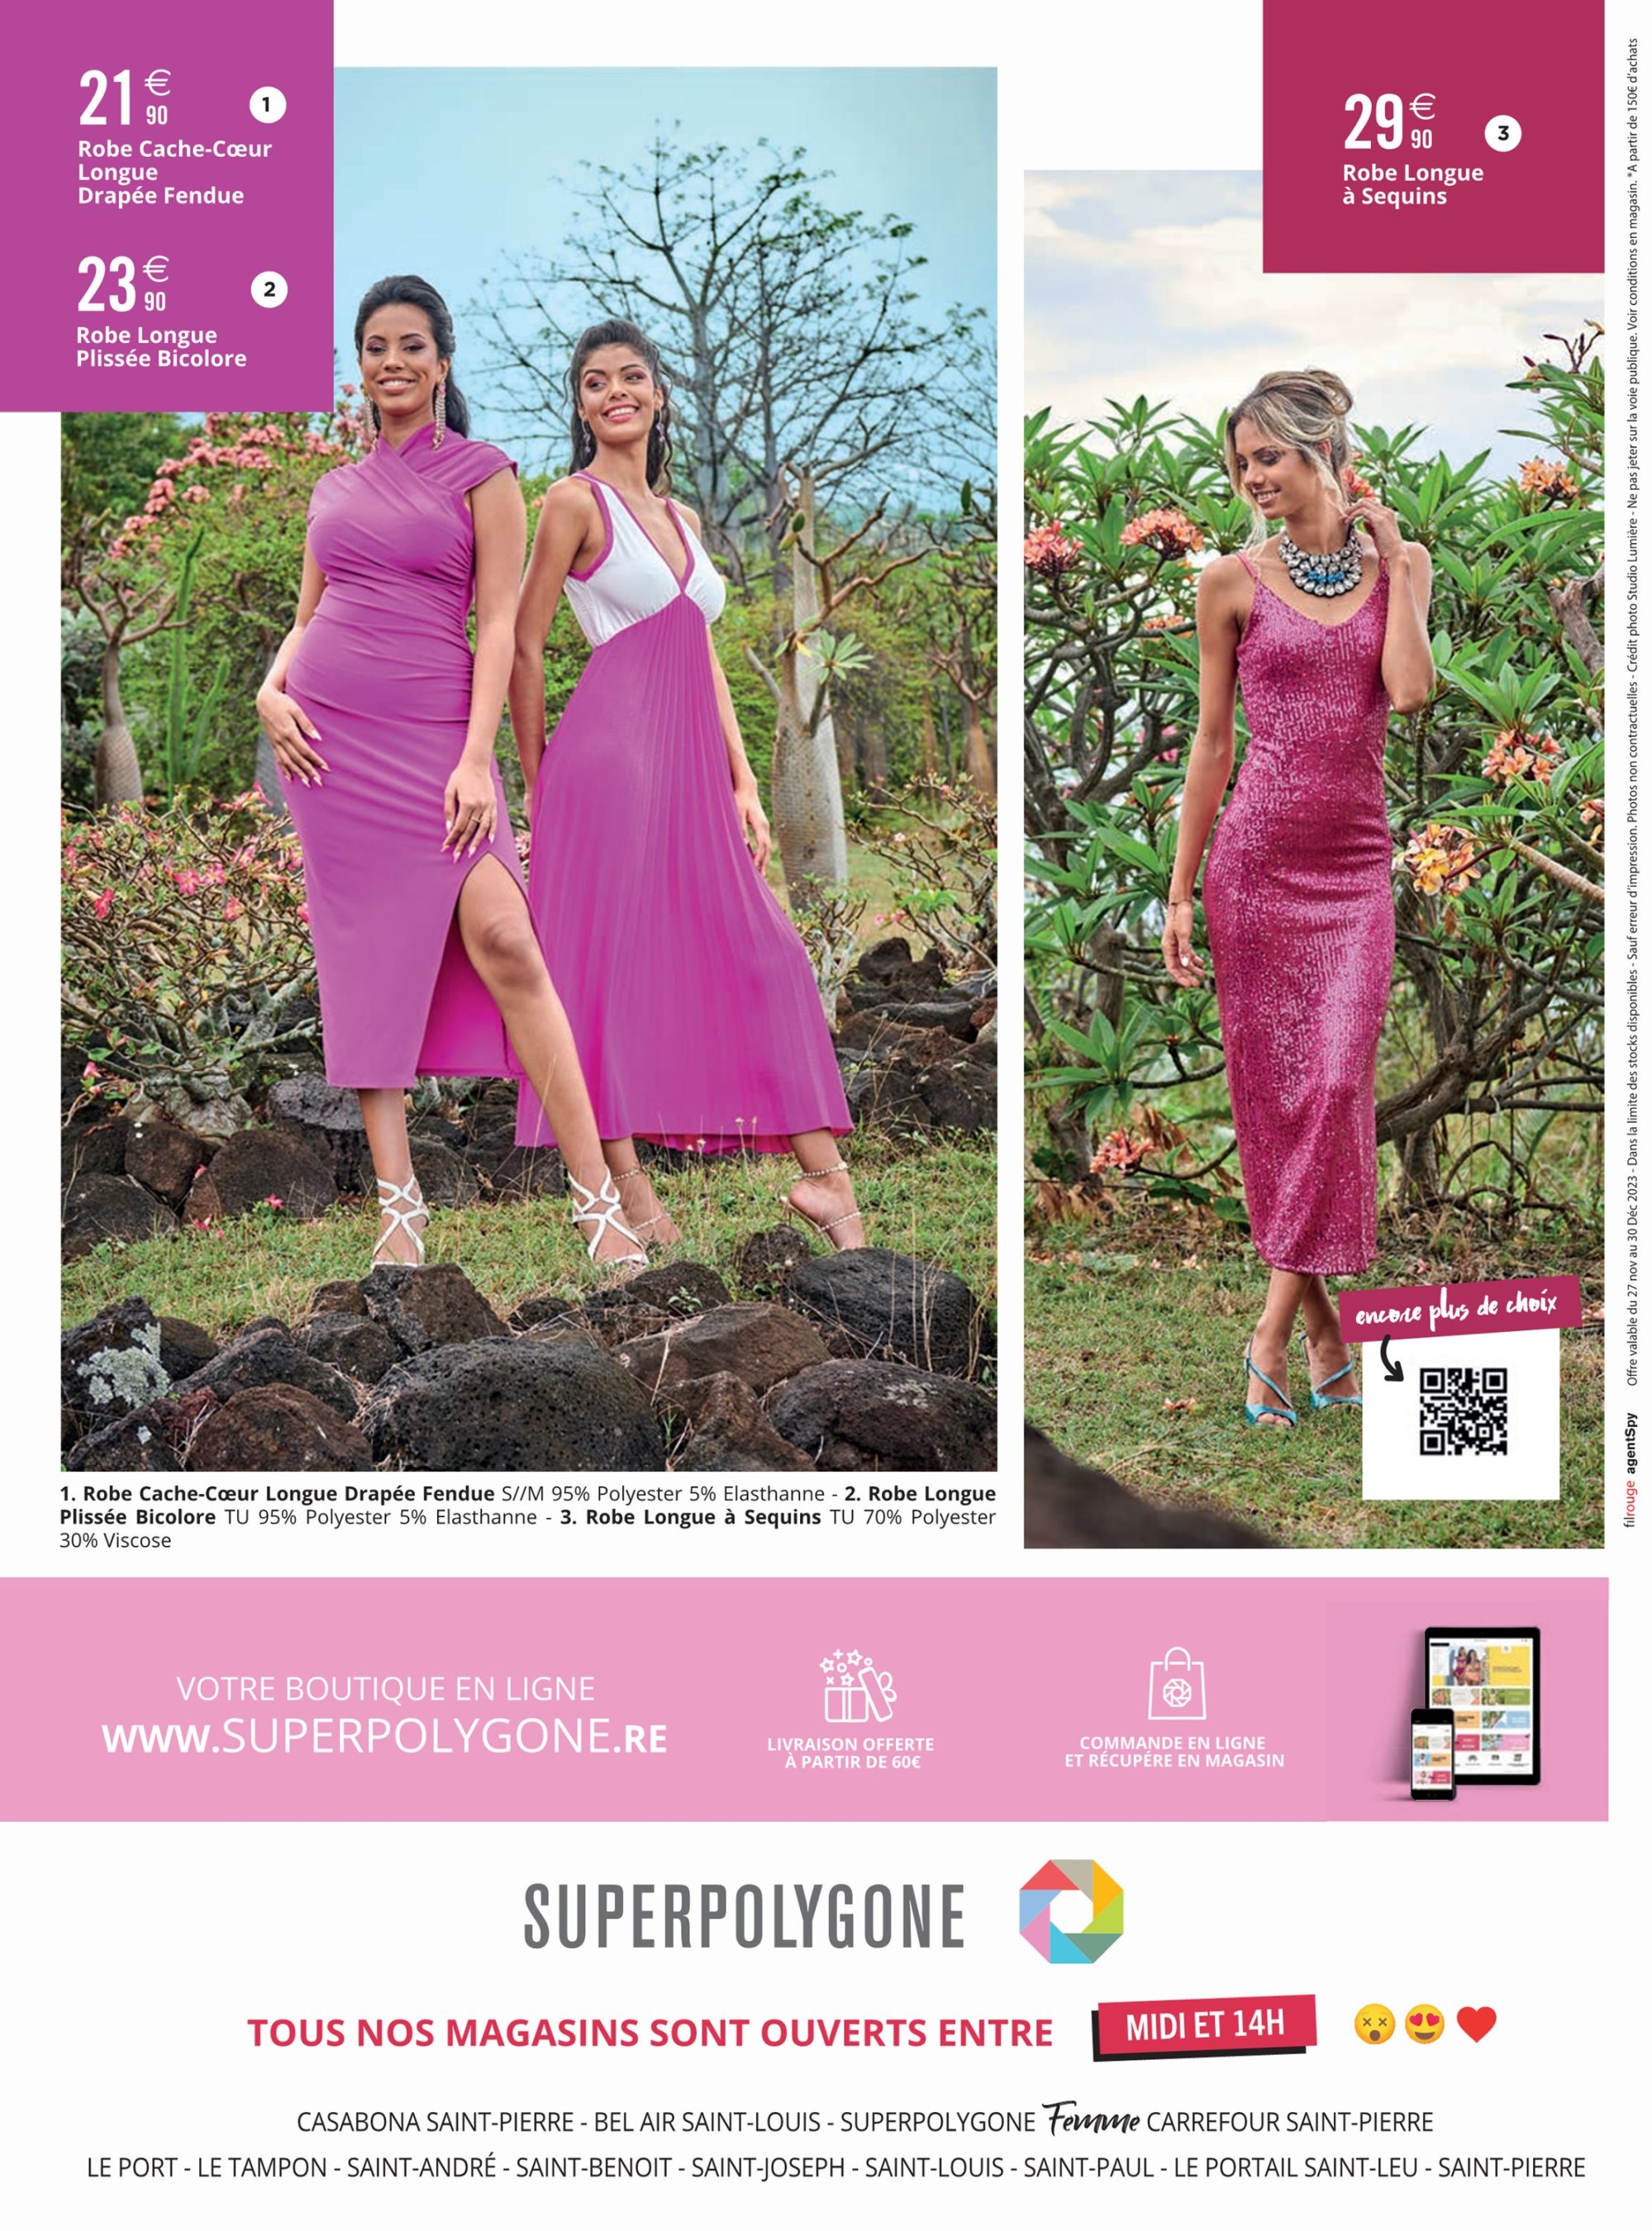 21 €
90
1
Robe Cache-Cœur
Longue
Drapée Fendue
23 €
90
2
Robe Longue
Plissée Bicolore
29 €
90
3
Robe Longue
à Sequins
encore plus de choix
1. Robe Cache-Cœur Longue Drapée Fendue S//M 95% Polyester 5% Elasthanne - 2. Robe Longue
Plissée Bicolore TU 95% Polyester 5% Elasthanne - 3. Robe Longue à Sequins TU 70% Polyester
30% Viscose
filrouge agentSpy Offre valable du 27 nov au 30 Déc 2023 - Dans la limite des stocks disponibles - Sauf erreur d'impression. Photos non contractuelles - Crédit photo Studio Lumière - Ne pas jeter sur la voie publique. Voir conditions en magasin. *A partir de 150€ d'achats
VOTRE BOUTIQUE EN LIGNE
WWW.SUPERPOLYGONE.RE
LIVRAISON OFFERTE
À PARTIR DE 60€
COMMANDE EN LIGNE
ET RÉCUPÉRE EN MAGASIN
SUPERPOLYGONE
TOUS NOS MAGASINS SONT OUVERTS ENTRE MIDI ET 14H
CASABONA SAINT-PIERRE - BEL AIR SAINT-LOUIS - SUPERPOLYGONE Femme CARREFOUR SAINT-PIERRE
LE PORT - LE TAMPON - SAINT-ANDRÉ - SAINT-BENOIT - SAINT-JOSEPH - SAINT-LOUIS - SAINT-PAUL - LE PORTAIL SAINT-LEU - SAINT-PIERRE